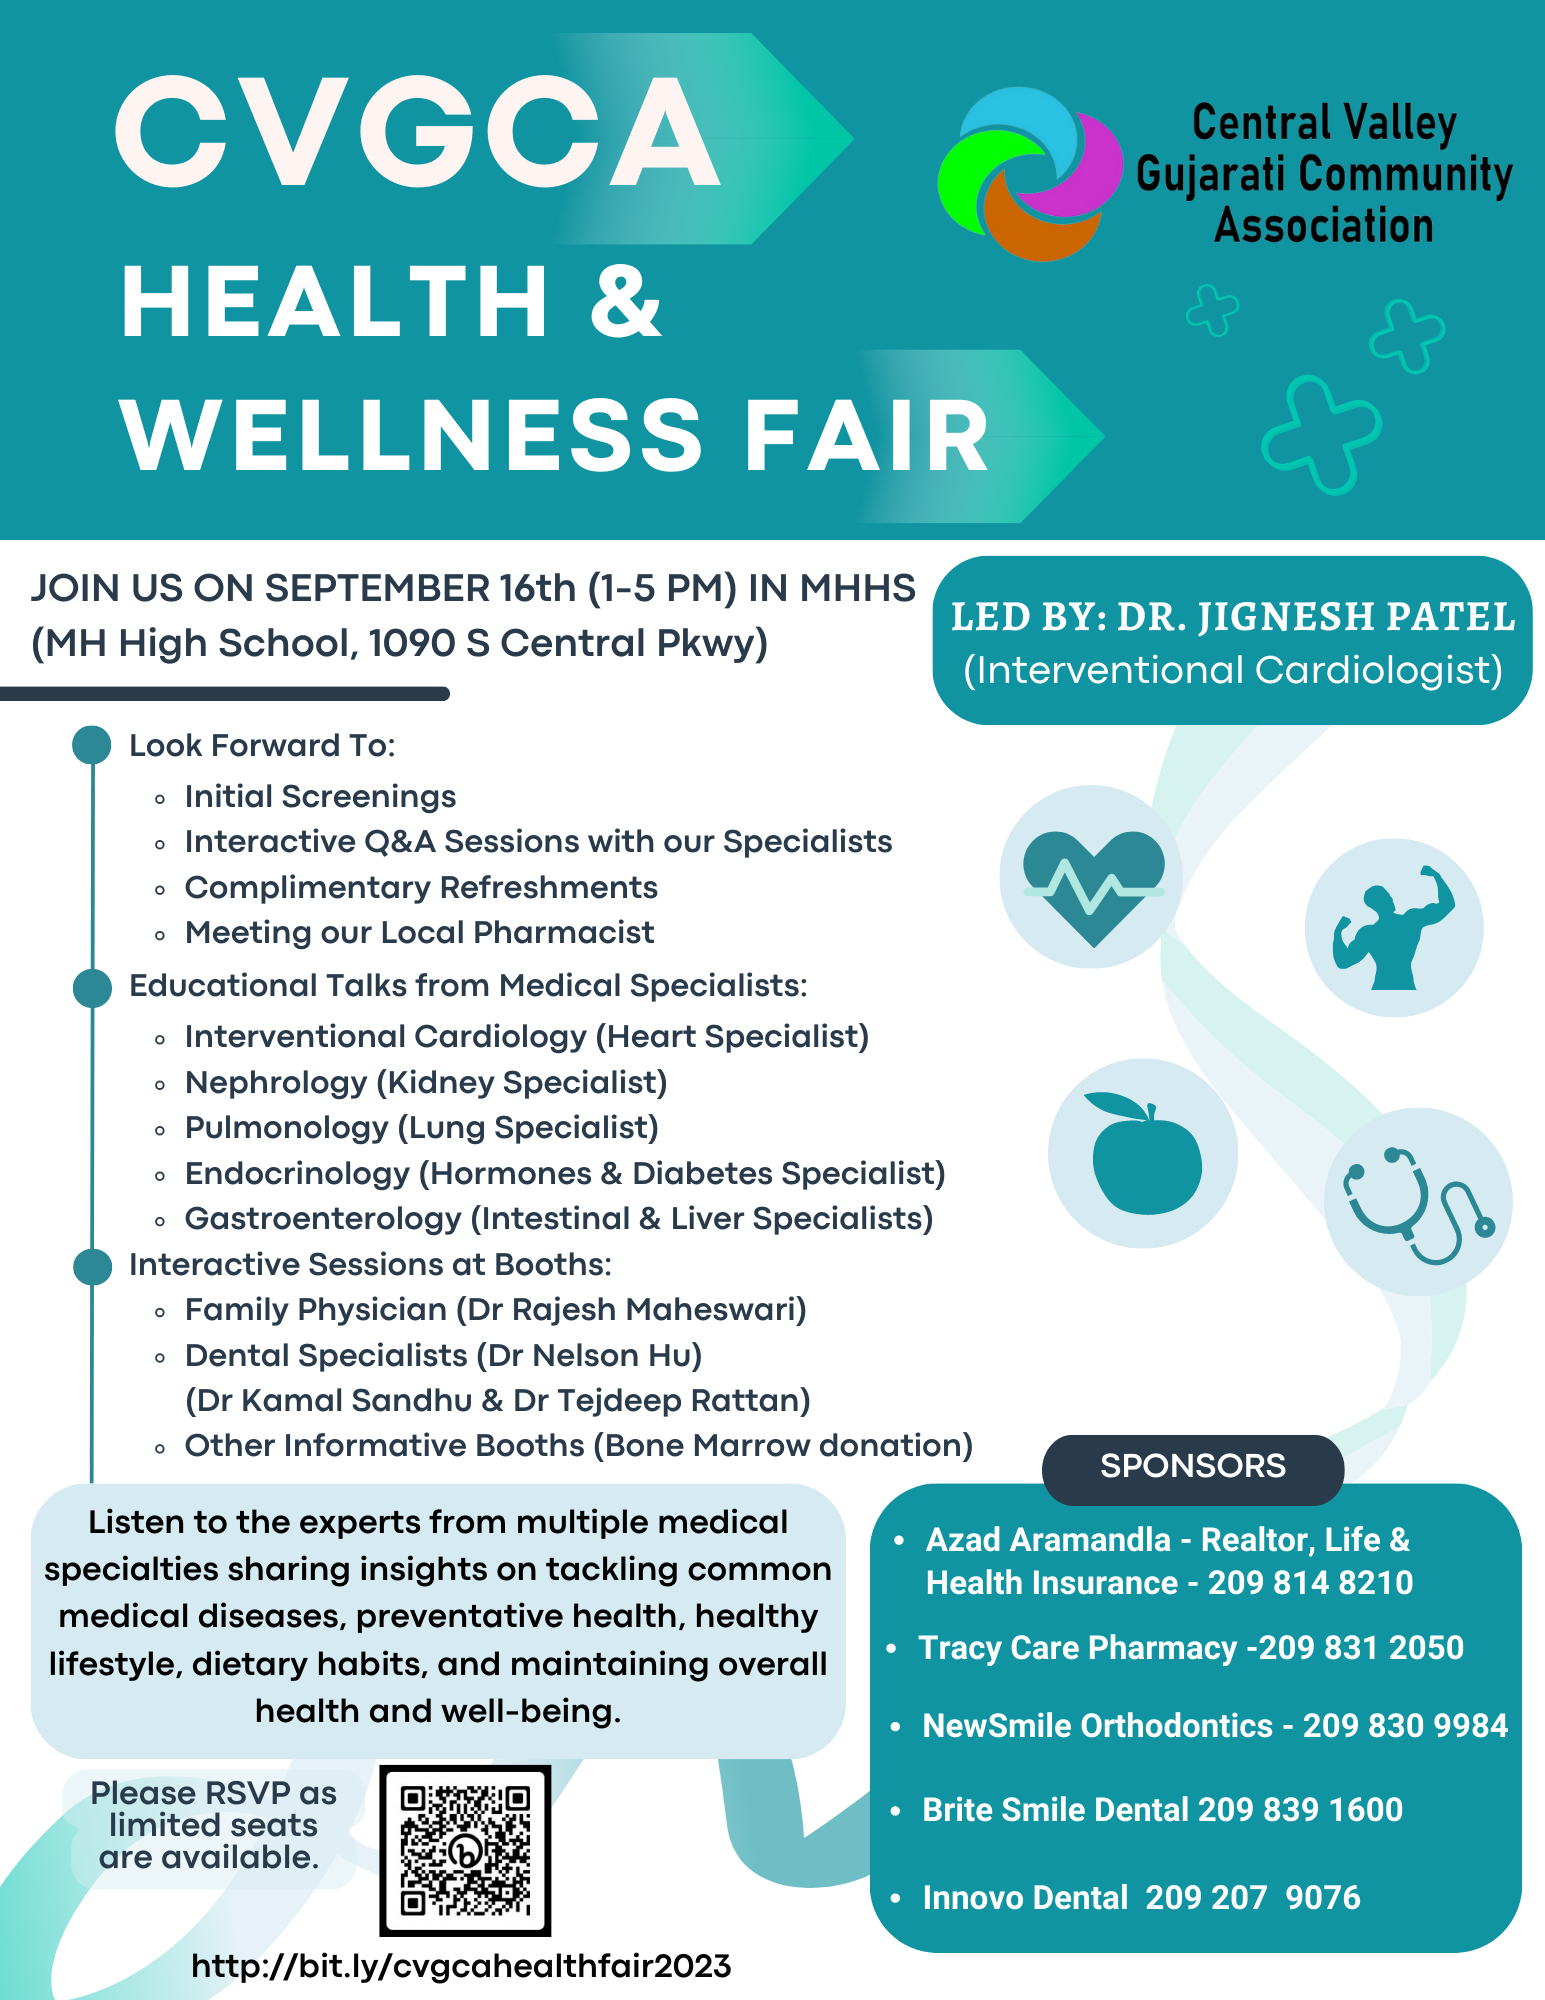 CVGCA
HEALTH &
WELLNESS FAIR
Central Valley
Gujarati Community
Association
JOIN US ON SEPTEMBER 16th (1-5 PM) IN MHHS
(MH High School, 1090 S Central Pkwy)
LED BY: DR. JIGNESH PATEL
(Interventional Cardiologist)
Look Forward To:
Initial Screenings
Interactive Q&A Sessions with our Specialists
Complimentary Refreshments
Meeting our Local Pharmacist
Educational Talks from Medical Specialists:
Interventional Cardiology (Heart Specialist)
Nephrology (Kidney Specialist)
Pulmonology (Lung Specialist)
Endocrinology (Hormones & Diabetes Specialist)
Gastroenterology (Intestinal & Liver Specialists)
Interactive Sessions at Booths:
Family Physician (Dr Rajesh Maheswari)
Dental Specialists (Dr Nelson Hu)
(Dr Kamal Sandhu & Dr Tejdeep Rattan)
Other Informative Booths (Bone Marrow donation)
Listen to the experts from multiple medical
specialties sharing insights on tackling common
medical diseases, preventative health, healthy
lifestyle, dietary habits, and maintaining overall
health and well-being.
SPONSORS
Azad Aramandla - Realtor, Life &
Health Insurance - 209 814 8210
Tracy Care Pharmacy -209 831 2050
NewSmile Orthodontics - 209 830 9984
Brite Smile Dental 209 839 1600
Innovo Dental 209 207 9076
Please RSVP as
limited seats
are available.
http://bit.ly/cvgcahealthfair2023